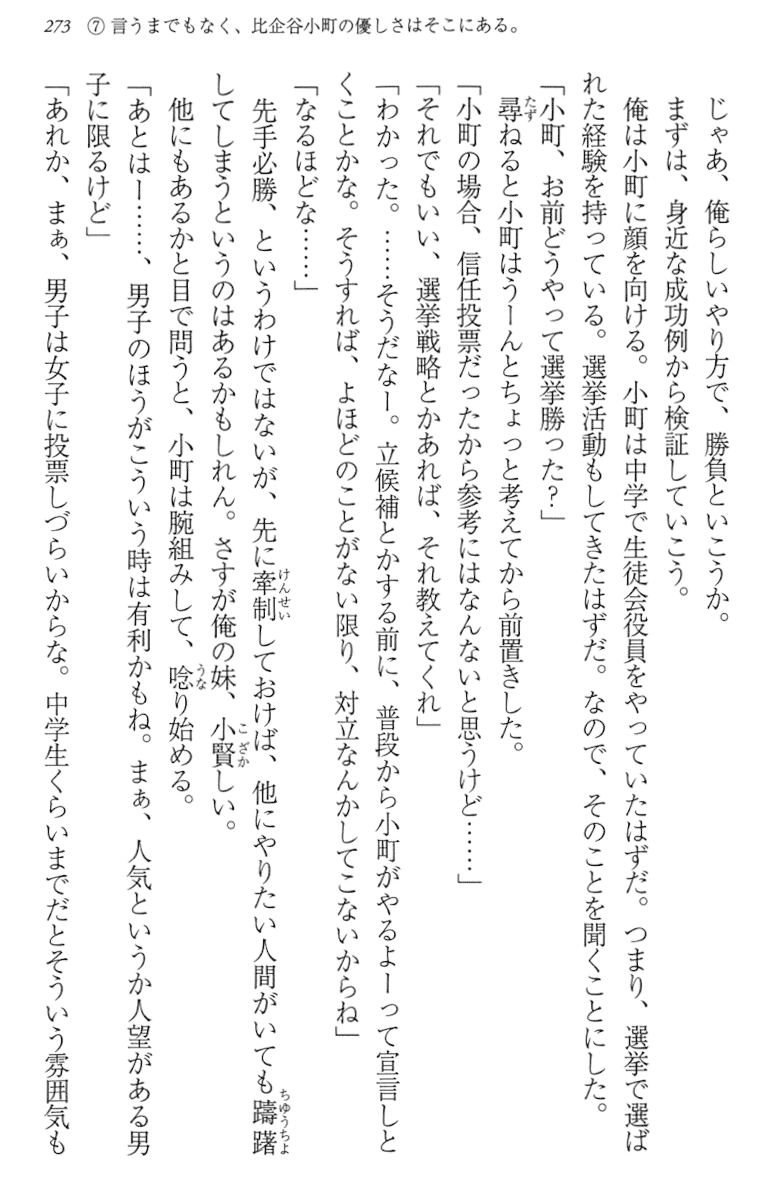 273 ⑦ 言うまでもなく、比企谷小町の優しさはそこにある。
じゃあ、俺らしいやり方で、勝負といこうか。
まずは、身近な成功例から検証していこう。
俺は小町に顔を向ける。小町は中学で生徒会役員をやっていたはずだ。つまり、選挙で選ば
れた経験を持っている。選挙活動もしてきたはずだ。なので、そのことを聞くことにした。
「小町、お前どうやって選挙勝った?」
尋ねると小町はうーんとちょっと考えてから前置きした。
「小町の場合、信任投票だったから参考にはなんないと思うけど……」
「それでもいい、選挙戦略とかあれば、それ教えてくれ」
「わかった。……そうだなー。立候補とかする前に、普段から小町がやるよーって宣言しと
くことかな。そうすれば、よほどのことがない限り、対立なんかしてこないからね」
「なるほどな……」
先手必勝、というわけではないが、先に牽制しておけば、他にやりたい人間がいても躊躇
してしまうというのはあるかもしれん。さすが俺の妹、小賢しい。
他にもあるかと目で問うと、小町は腕組みして、唸り始める。
「あとはー……、男子のほうがこういう時は有利かもね。まぁ、人気というか人望がある男
子に限るけど」
「あれか、まぁ、男子は女子に投票しづらいからな。中学生くらいまでだとそういう雰囲気も